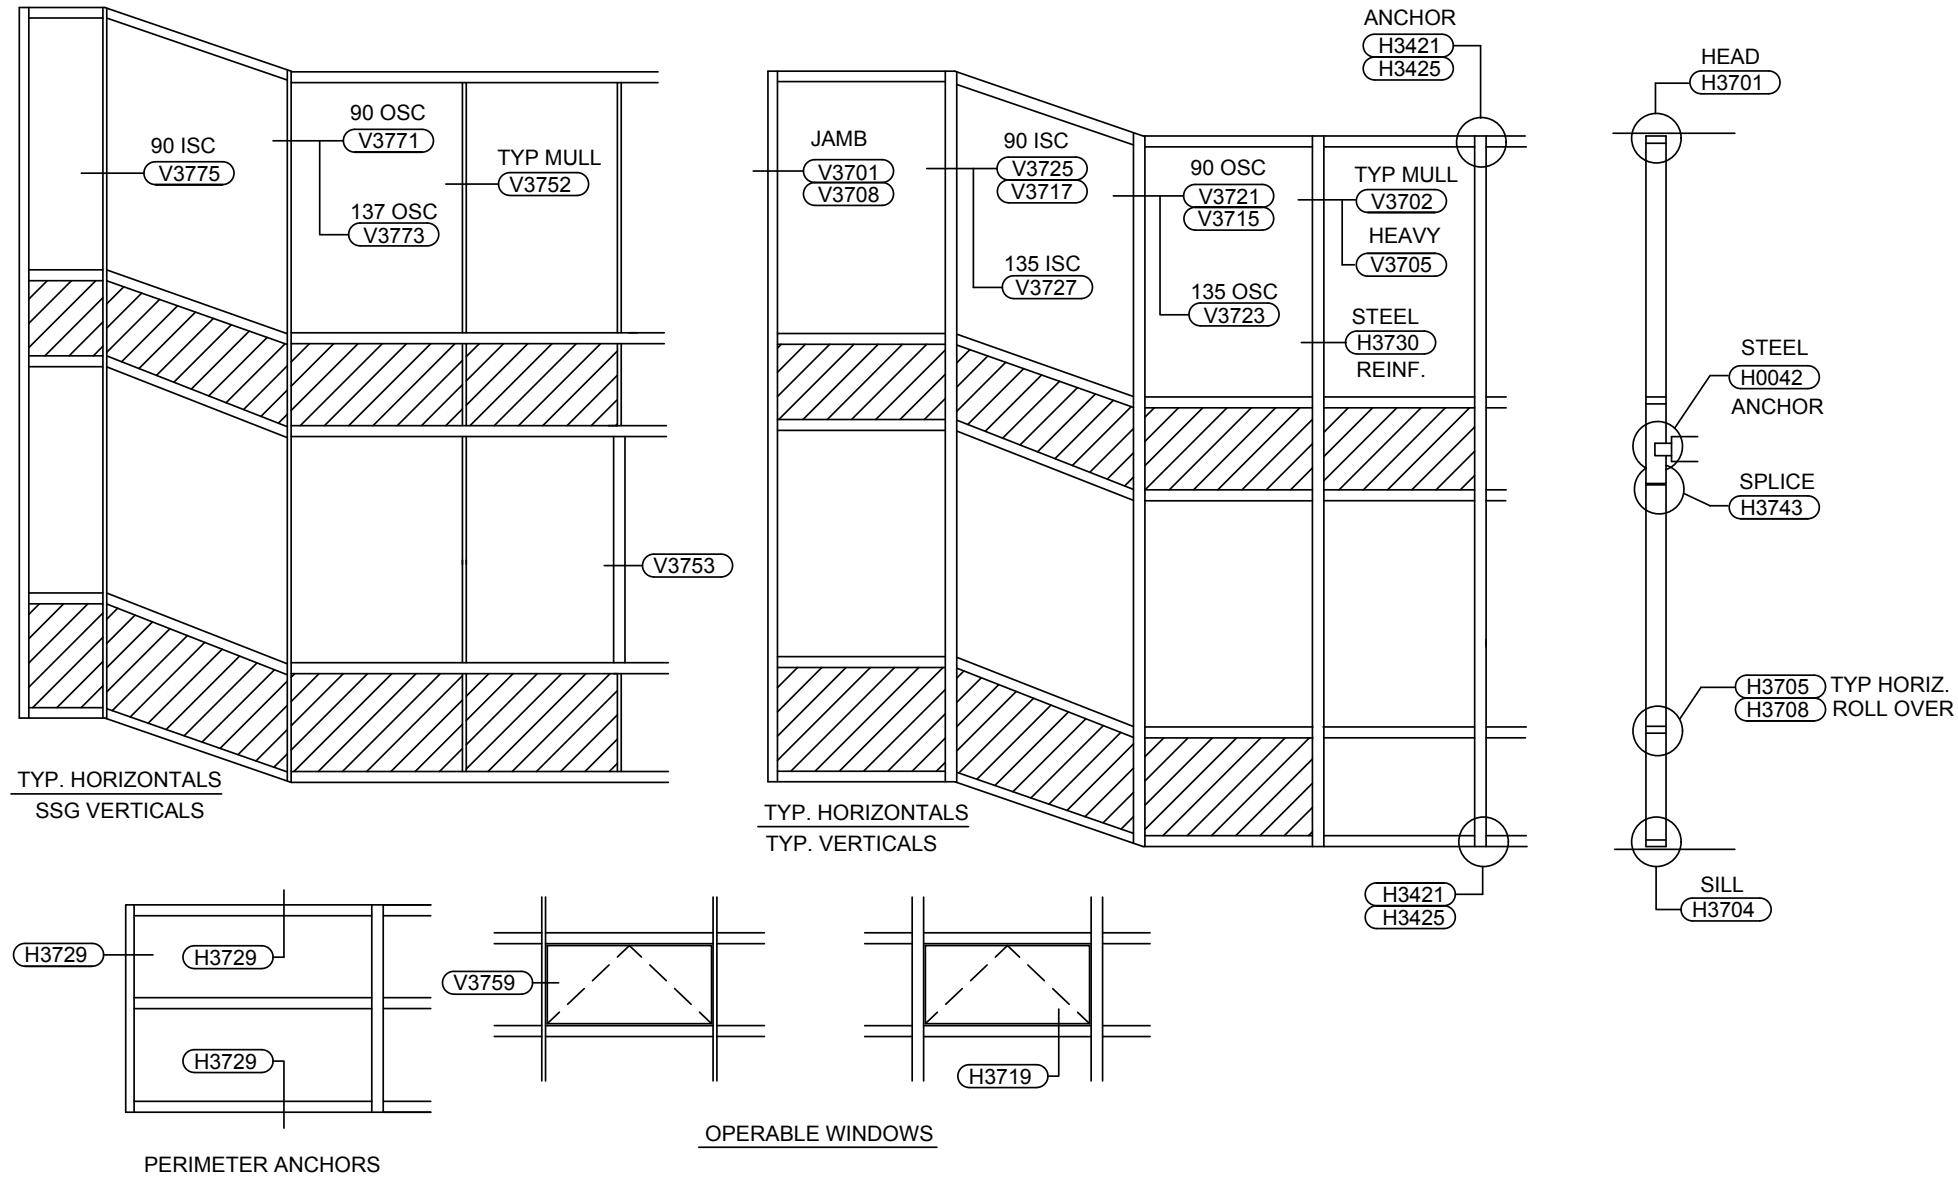 90 ISC
V3775
90 OSC
V3771
137 OSC
V3773
TYP MULL
V3752
V3753
TYP. HORIZONTALS
SSG VERTICALS
JAMB
V3701
V3708
90 ISC
V3725
V3717
135 ISC
V3727
90 OSC
V3721
V3715
135 OSC
V3723
TYP MULL
V3702
HEAVY
V3705
STEEL
H3730
REINF.
ANCHOR
H3421
H3425
H3421
H3425
TYP. HORIZONTALS
TYP. VERTICALS
HEAD
H3701
STEEL
H0042
ANCHOR
SPLICE
H3743
H3705 TYP HORIZ.
H3708 ROLL OVER
SILL
H3704
H3729
H3729
H3729
PERIMETER ANCHORS
V3759
H3719
OPERABLE WINDOWS